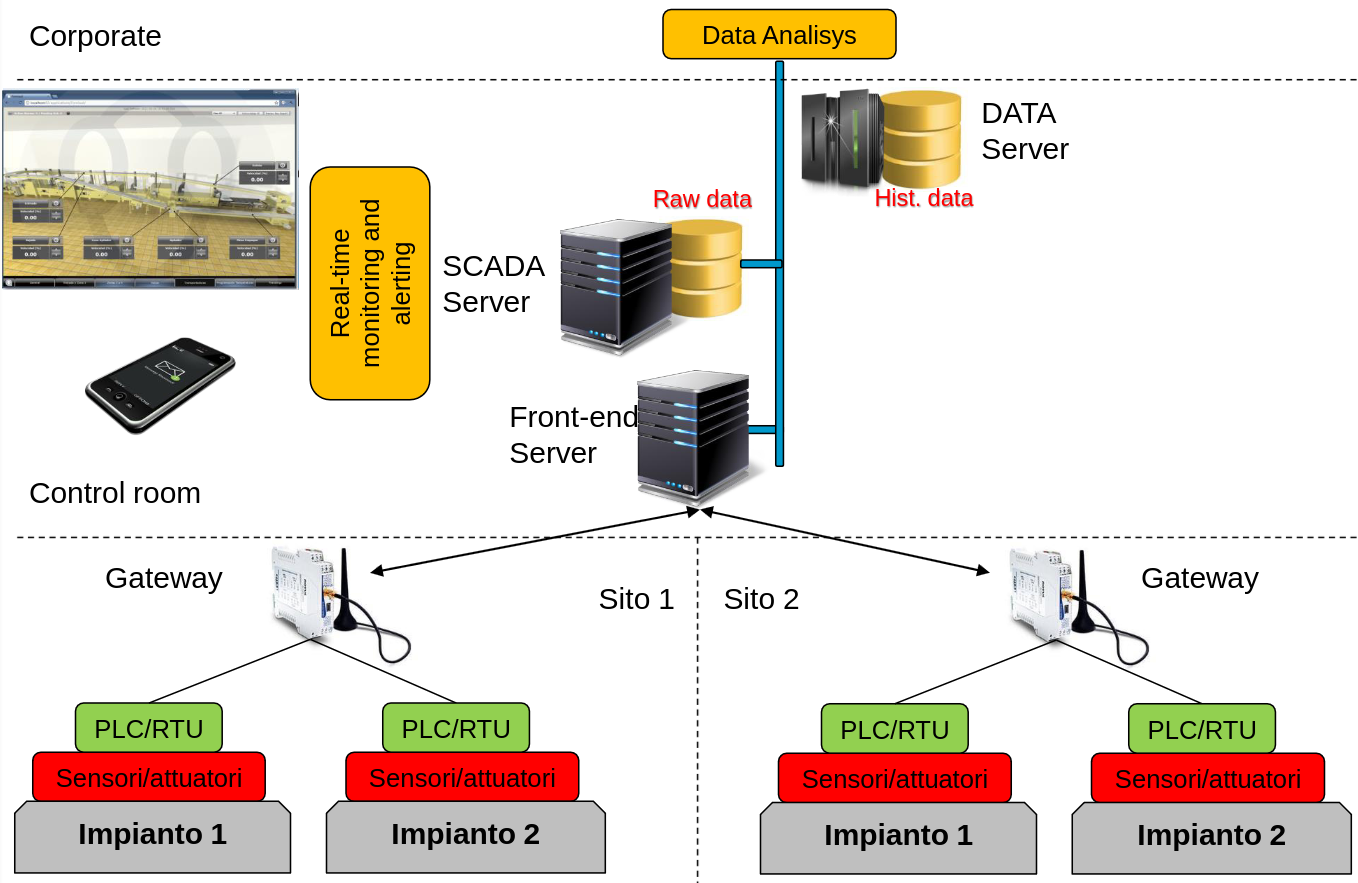 Corporate
Data Analisys
DATA
Server
Raw data
Hist. data
Real-time
monitoring and
alerting
SCADA
Server
Front-end
Server
Control room
Gateway
Sito 1
Sito 2
Gateway
PLC/RTU
PLC/RTU
PLC/RTU
PLC/RTU
Sensori/attuatori
Sensori/attuatori
Sensori/attuatori
Sensori/attuatori
Impianto 1
Impianto 2
Impianto 1
Impianto 2